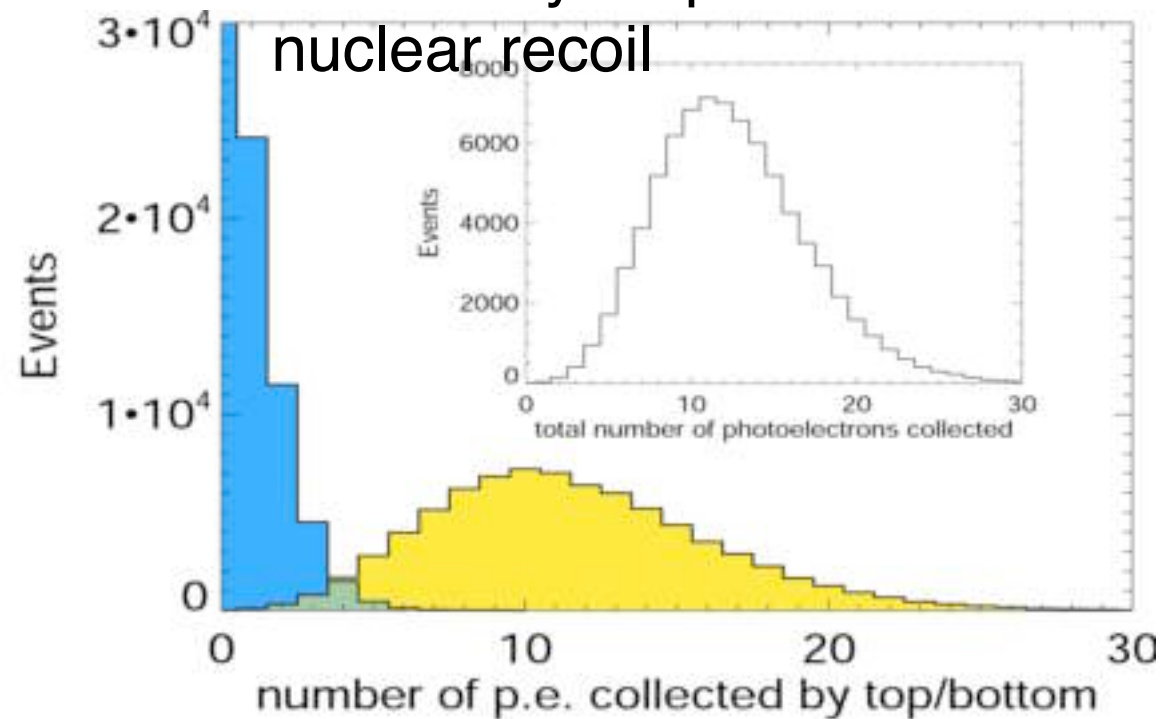 nuclear recoil
3•10⁴
2•10⁴
1•10⁴
0
Events
0 10 20 30
number of p.e. collected by top/bottom
8000
6000
4000
2000
0
Events
0 10 20 30
total number of photoelectrons collected